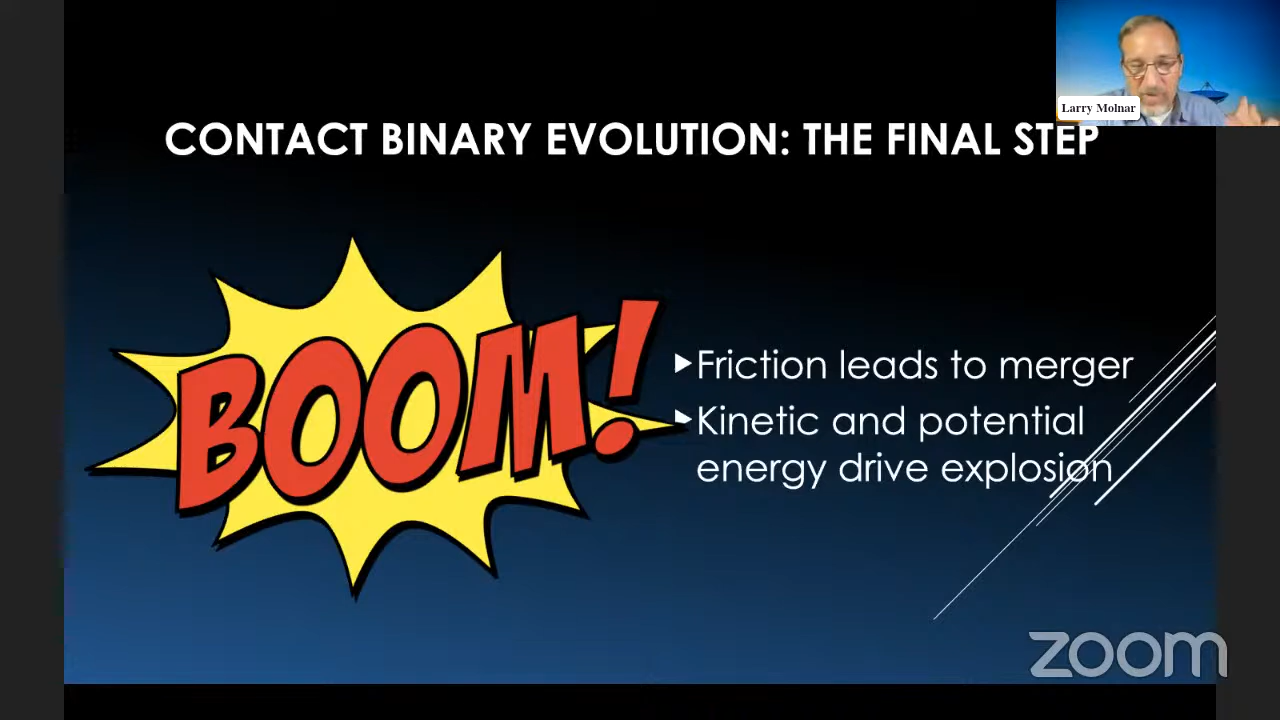 Larry Molnar
CONTACT BINARY EVOLUTION: THE FINAL STEP
BOOM!
Friction leads to merger
Kinetic and potential
energy drive explosion
zoom